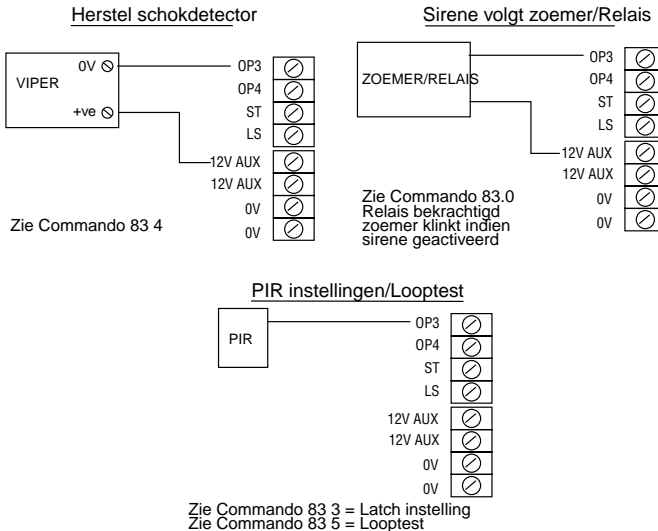 Herstel schokdetector
VIPER
0V
+ve
OP3
OP4
ST
LS
12V AUX
12V AUX
0V
0V
Zie Commando 83 4
Sirene volgt zoemer/Relais
ZOEMER/RELAIS
OP3
OP4
ST
LS
12V AUX
12V AUX
0V
0V
Zie Commando 83.0
Relais bekrachtigd
zoemer klinkt indien
sirene geactiveerd
PIR instellingen/Looptest
PIR
OP3
OP4
ST
LS
12V AUX
12V AUX
0V
0V
Zie Commando 83 3 = Latch instelling
Zie Commando 83 5 = Looptest